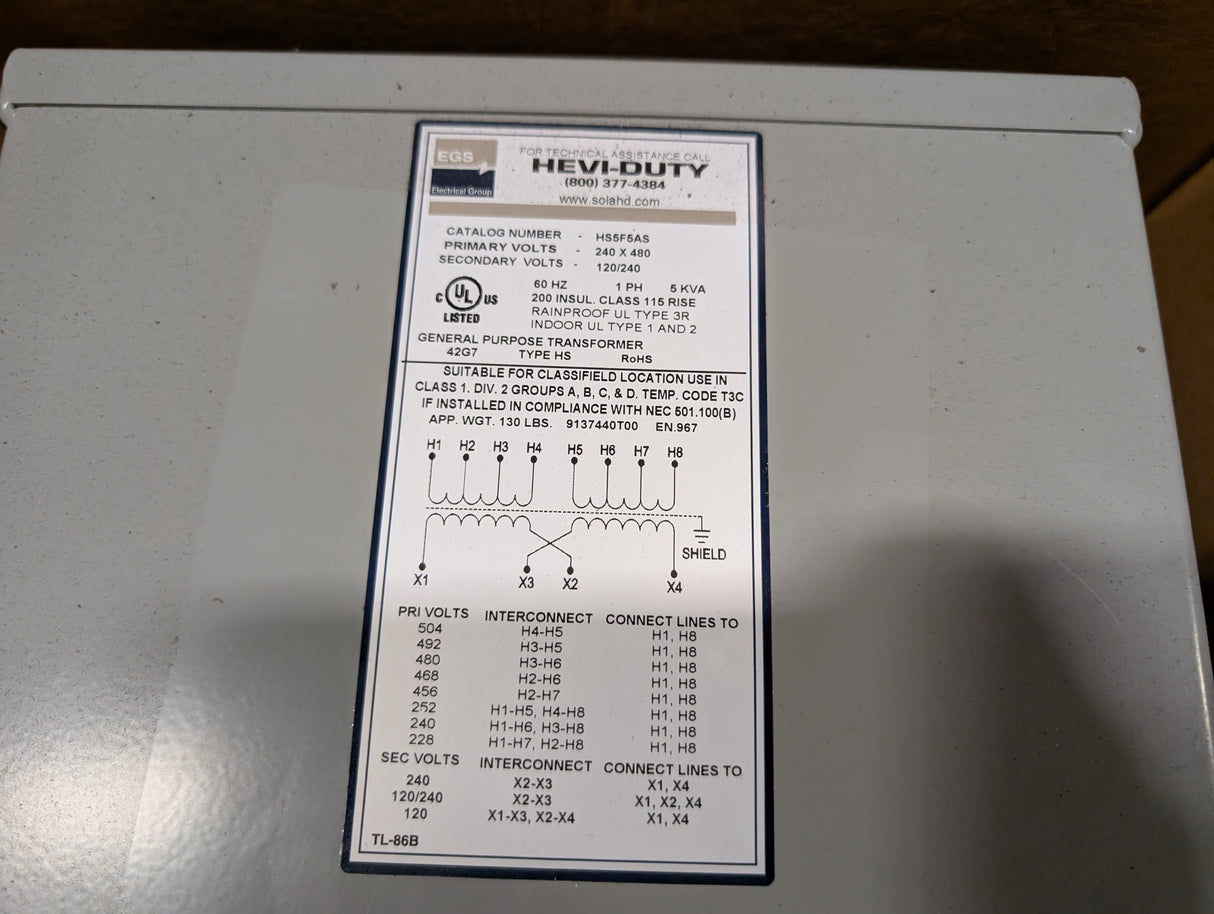 EGS
Electrical Group
FOR TECHNICAL ASSISTANCE CALL
HEVI-DUTY
(800) 377-4384
www.solahd.com
CATALOG NUMBER - HS5F5AS
PRIMARY VOLTS - 240 X 480
SECONDARY VOLTS - 120/240
C UL US
LISTED
60 HZ 1 PH 5 KVA
200 INSUL. CLASS 115 RISE
RAINPROOF UL TYPE 3R
INDOOR UL TYPE 1 AND 2
GENERAL PURPOSE TRANSFORMER
42G7 TYPE HS RoHS
SUITABLE FOR CLASSIFIELD LOCATION USE IN
CLASS 1. DIV. 2 GROUPS A, B, C, & D. TEMP. CODE T3C
IF INSTALLED IN COMPLIANCE WITH NEC 501.100(B)
APP. WGT. 130 LBS. 9137440T00 EN.967
H1 H2 H3 H4 H5 H6 H7 H8
SHIELD
X1 X3 X2 X4
PRI VOLTS INTERCONNECT CONNECT LINES TO
504 H4-H5 H1, H8
492 H3-H5 H1, H8
480 H3-H6 H1, H8
468 H2-H6 H1, H8
456 H2-H7 H1, H8
252 H1-H5, H4-H8 H1, H8
240 H1-H6, H3-H8 H1, H8
228 H1-H7, H2-H8 H1, H8
SEC VOLTS INTERCONNECT CONNECT LINES TO
240 X2-X3 X1, X4
120/240 X2-X3 X1, X2, X4
120 X1-X3, X2-X4 X1, X4
TL-86B